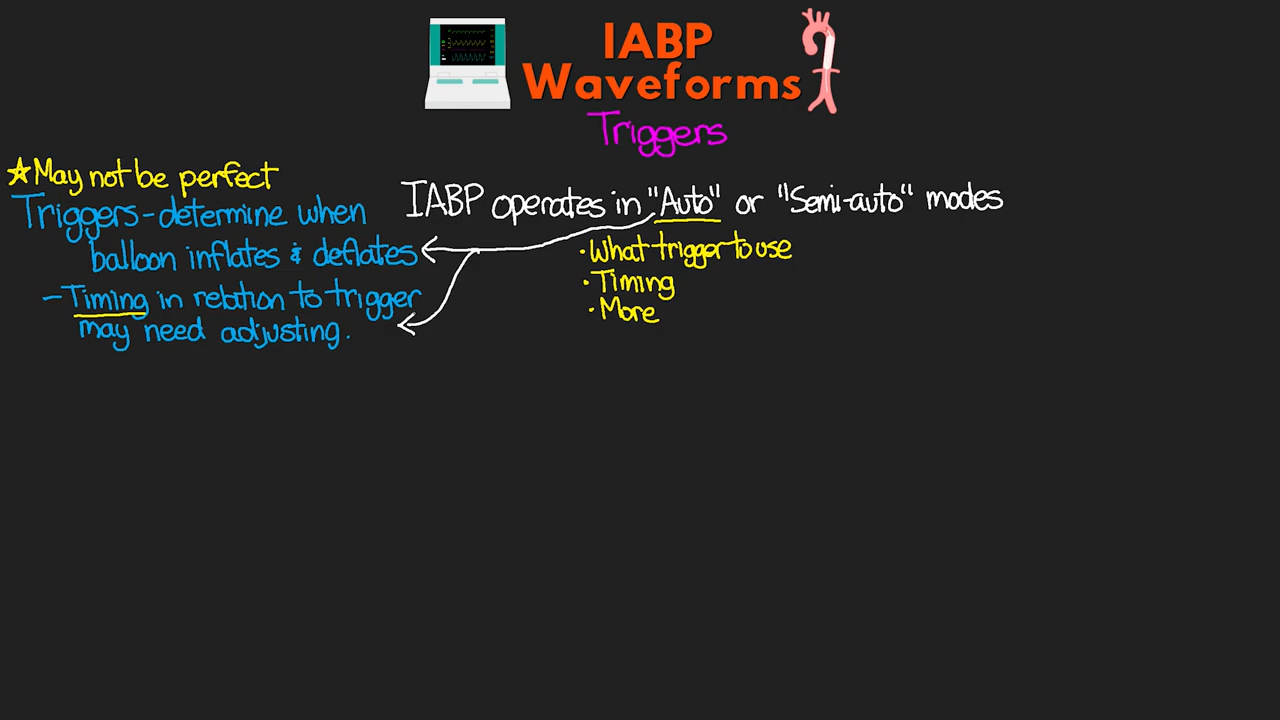 IABP
Waveforms
Triggers
☆May not be perfect
Triggers-determine when
balloon inflates & deflates
-Timing in relation to trigger
may need adjusting.
IABP operates in "Auto" or "Semi-auto" modes
·What trigger to use
·Timing
·More